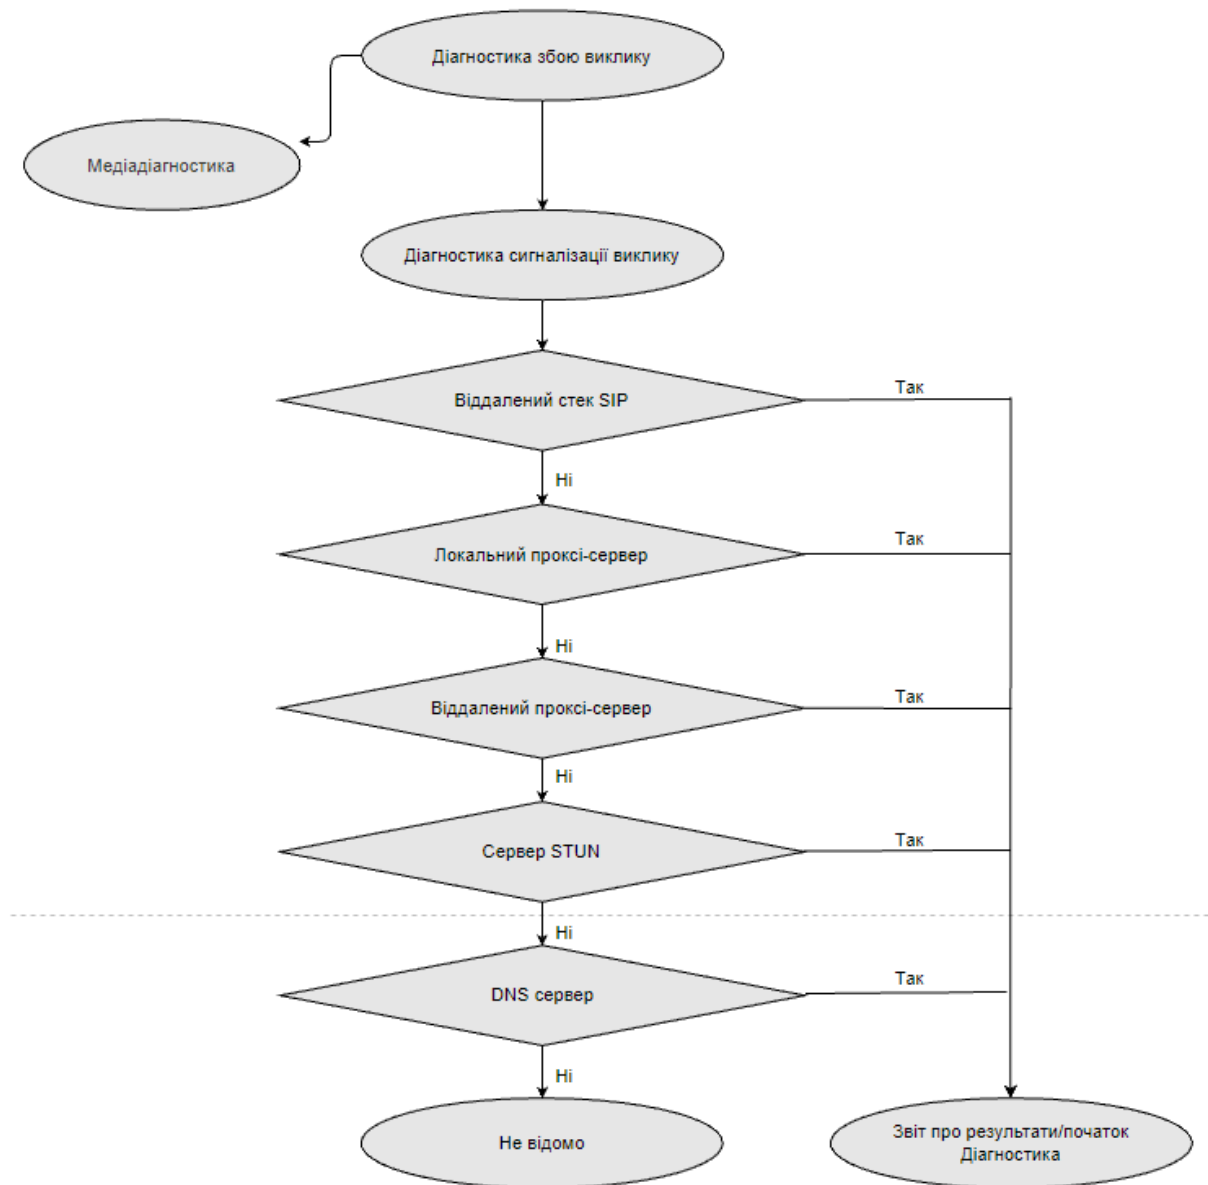 Діагностика збою виклику
Медіадіагностика
Діагностика сигналізації виклику
Віддалений стек SIP
Так
Ні
Локальний проксі-сервер
Так
Ні
Віддалений проксі-сервер
Так
Ні
Сервер STUN
Так
Ні
DNS сервер
Так
Ні
Не відомо
Звіт про результати/початок
Діагностика